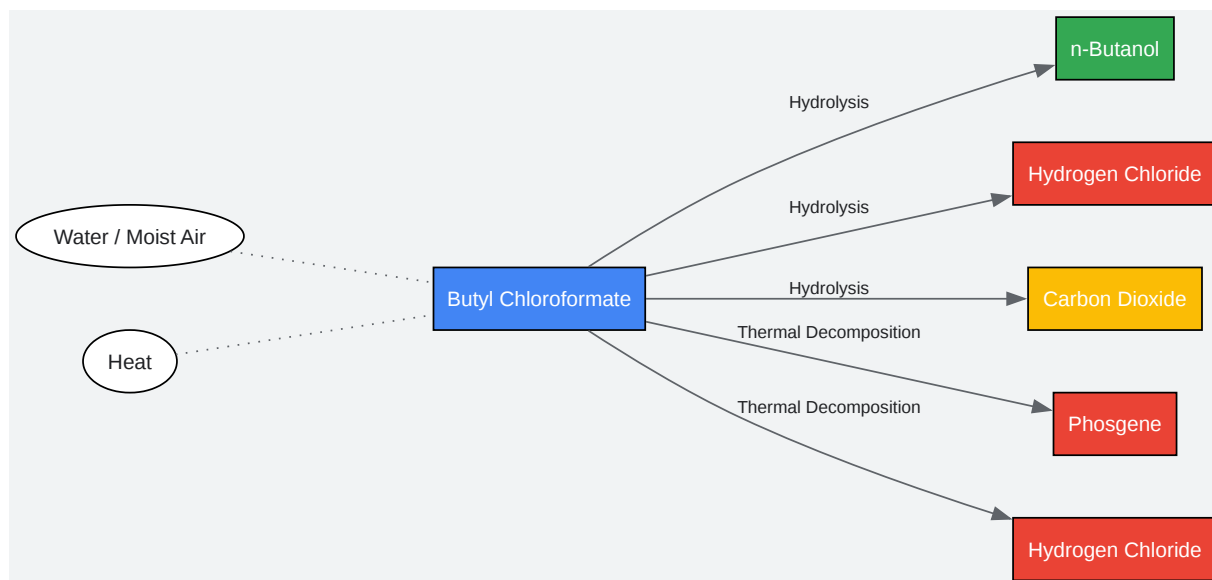 n-Butanol
Hydrolysis
Hydrogen Chloride
Hydrolysis
Water / Moist Air
Butyl Chloroformate
Hydrolysis
Carbon Dioxide
Thermal Decomposition
Heat
Thermal Decomposition
Phosgene
Hydrogen Chloride